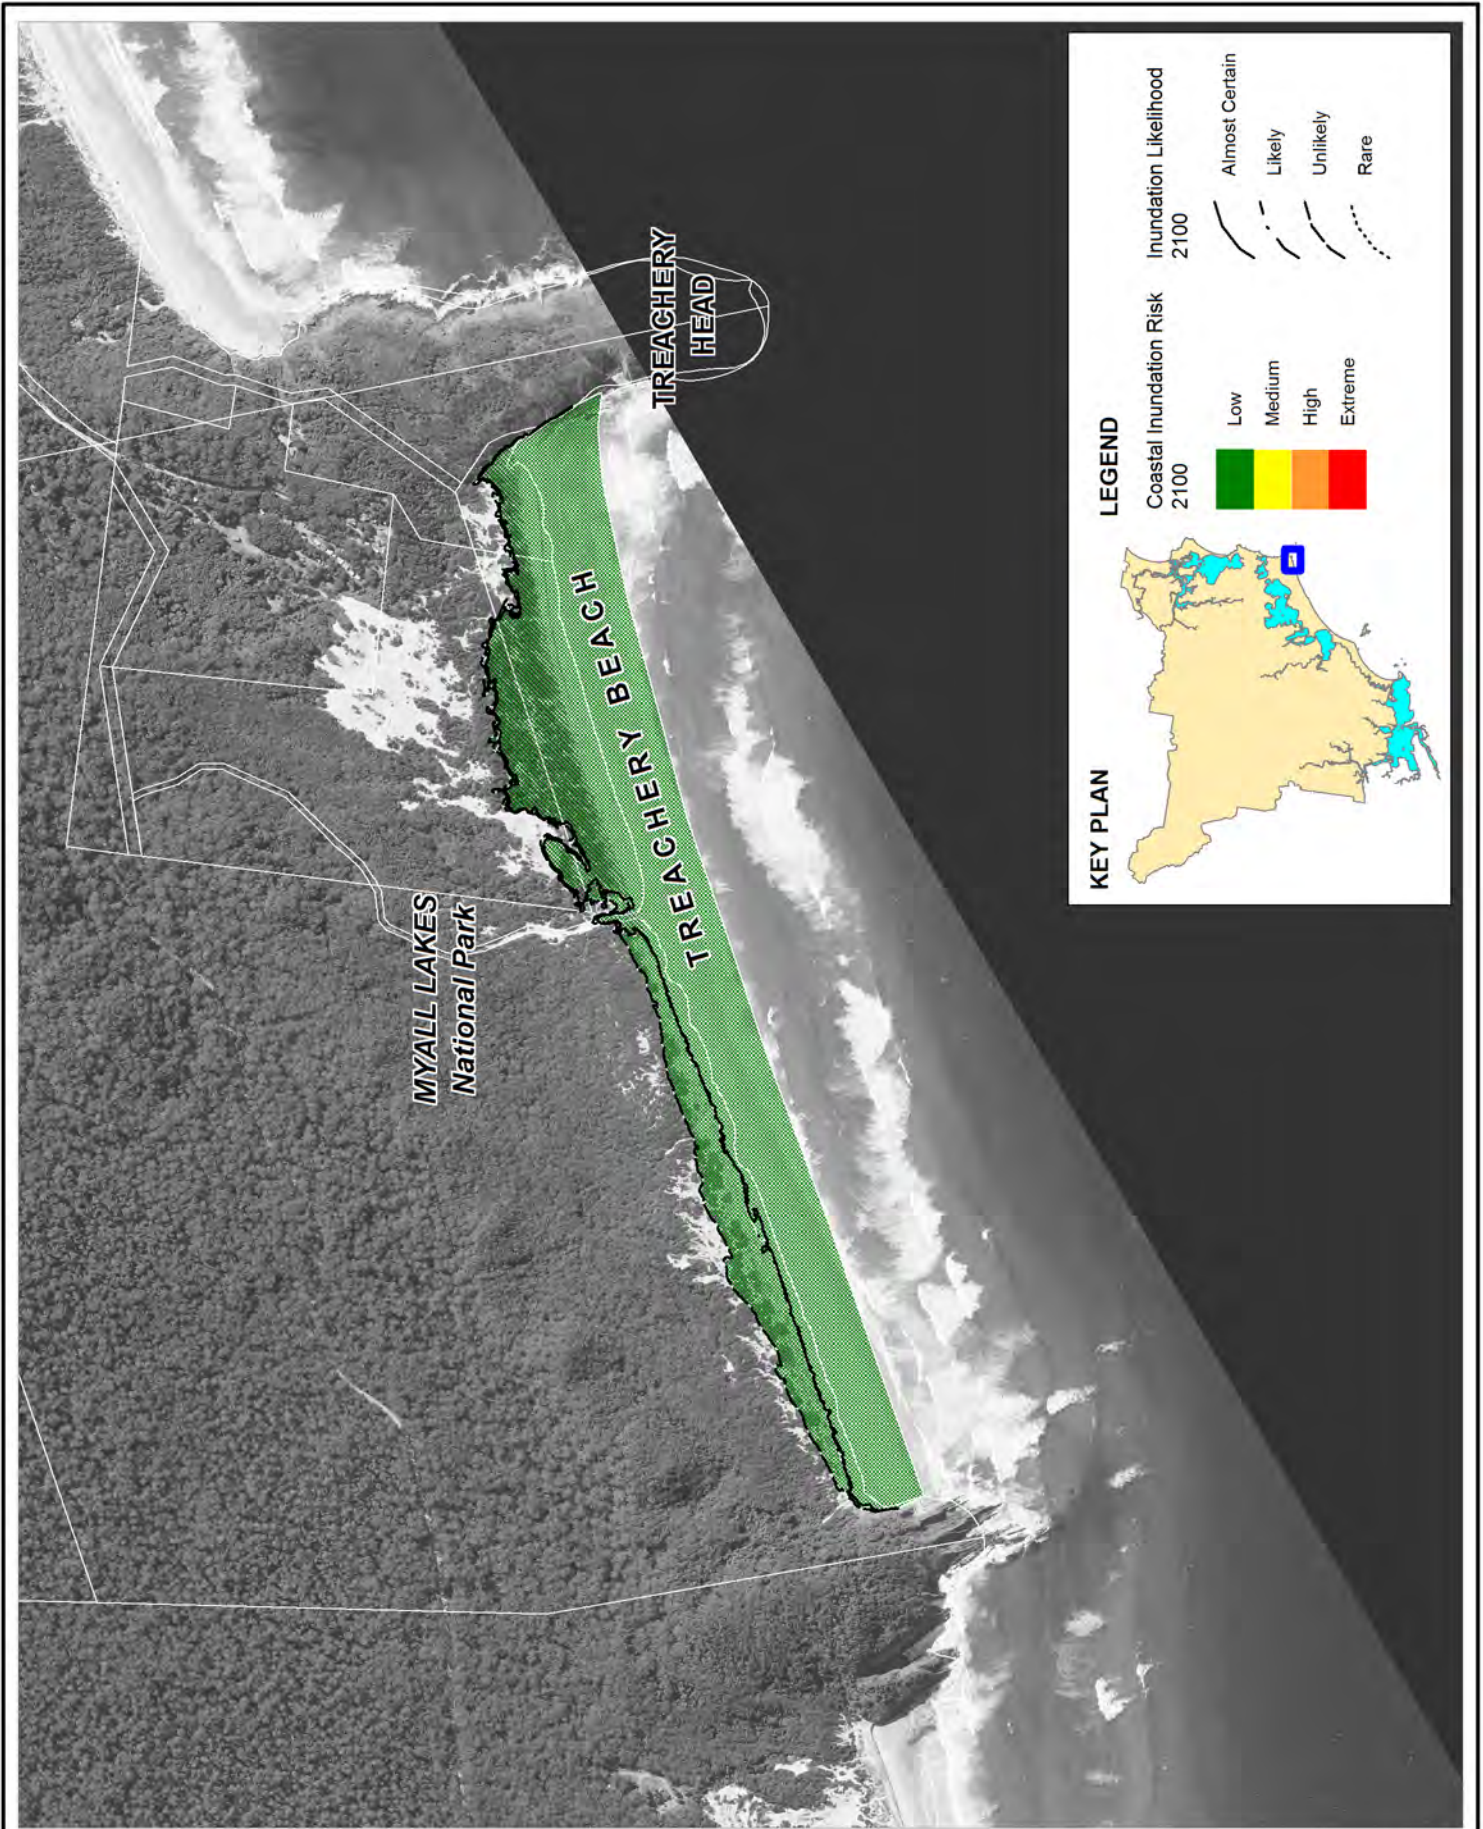 MYALL LAKES
National Park
TREACHERY BEACH
TREACHERY
HEAD
KEY PLAN
LEGEND
Coastal Inundation Risk
2100
Low
Medium
High
Extreme
Inundation Likelihood
2100
Almost Certain
Likely
Unlikely
Rare